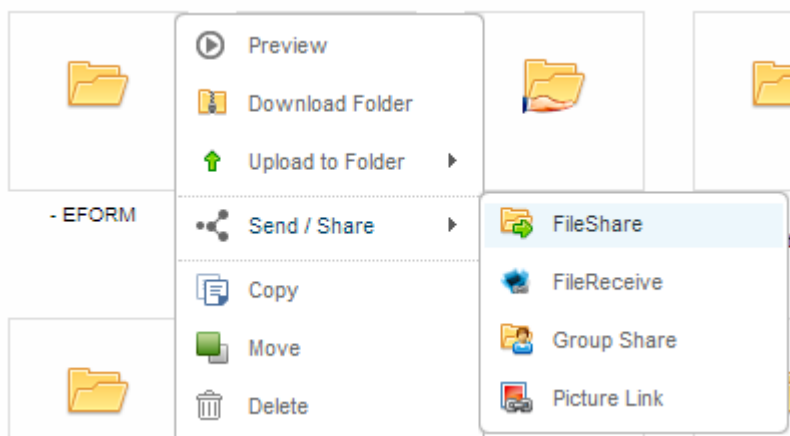 Preview
Download Folder
Upload to Folder
- EFORM
Send / Share
FileShare
Copy
FileReceive
Move
Group Share
Delete
Picture Link